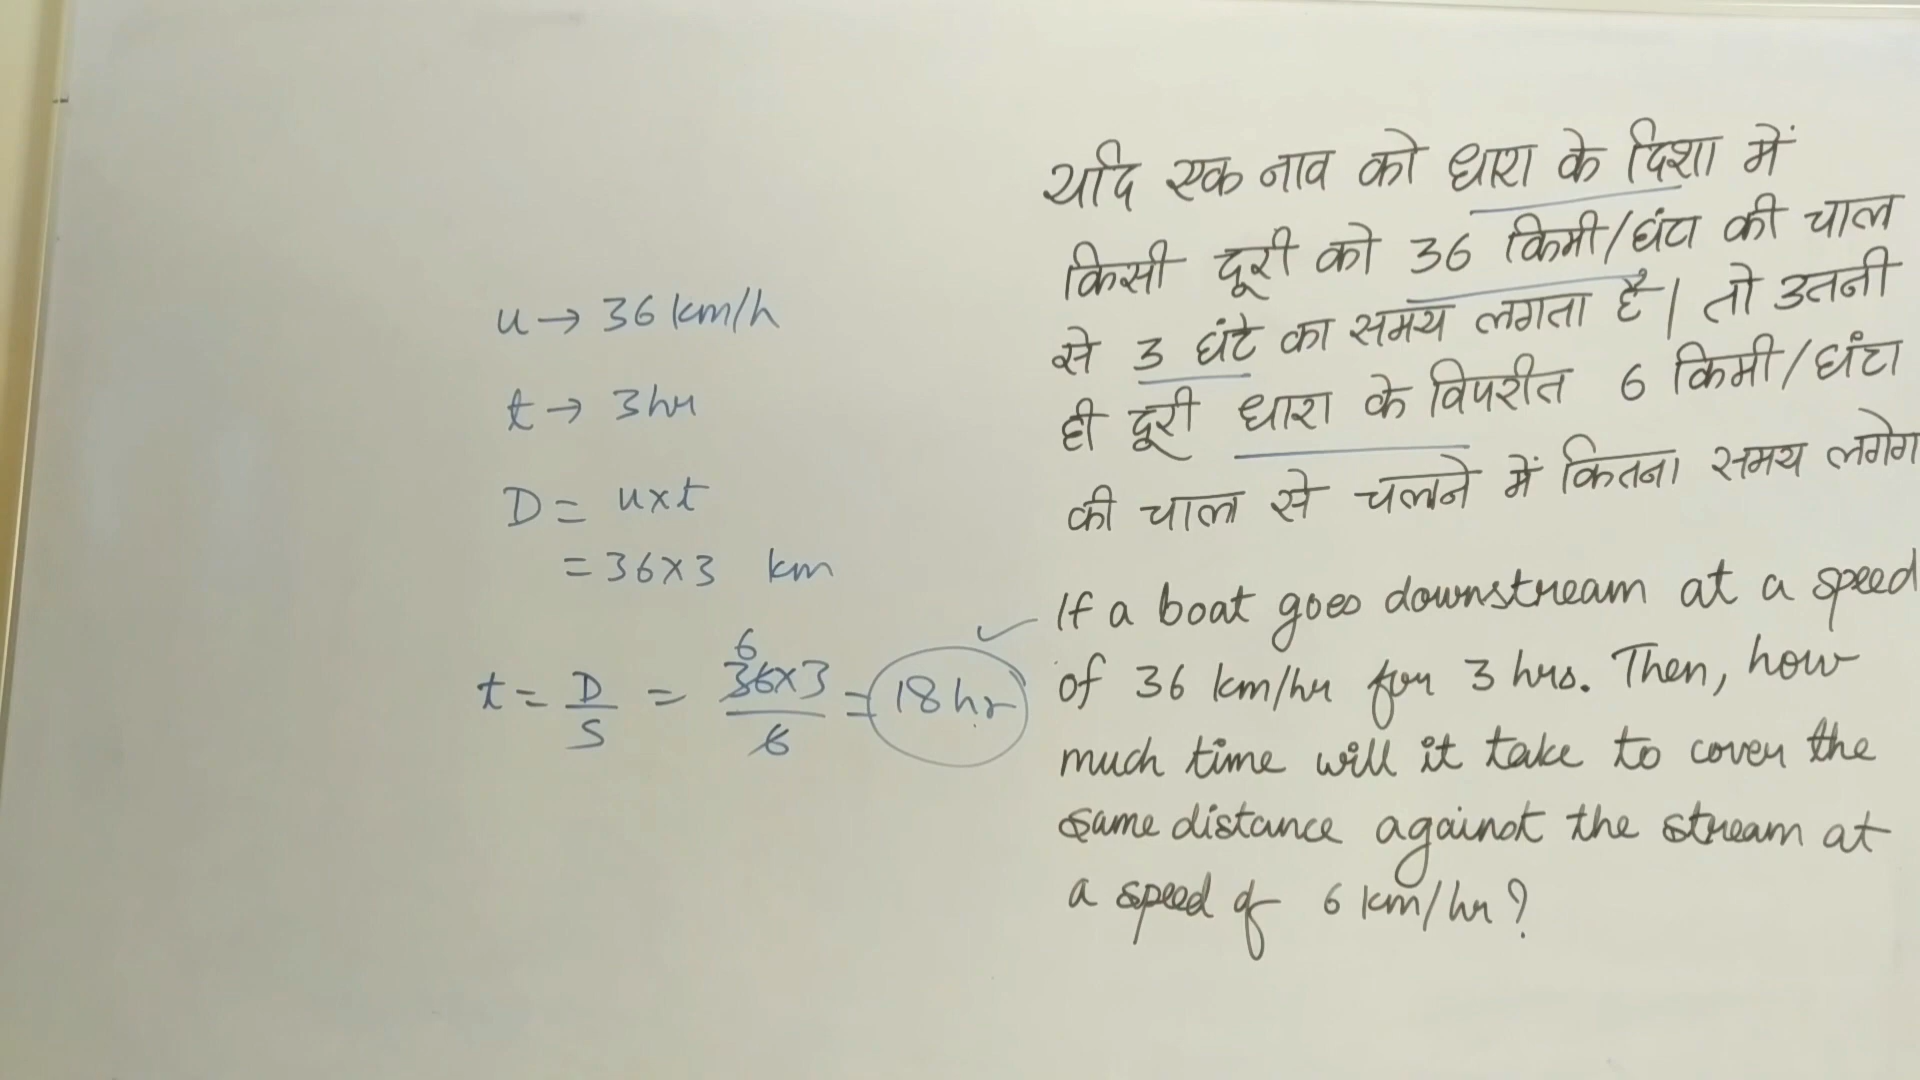 u → 36 km/h
t → 3 hr
D = u×t
= 36×3 km
t = D/S = 36×3/6 = 18 hr
6
यदि एक नाव को धारा के दिशा में
किसी दूरी को 36 किमी/घंटा की चाल
से 3 घंटे का समय लगता है। तो उतनी
ही दूरी धारा के विपरीत 6 किमी/घंटा
की चाल से चलने में कितना समय लगेग
If a boat goes downstream at a speed
of 36 km/hr for 3 hrs. Then, how
much time will it take to cover the
same distance against the stream at
a speed of 6 km/hr?